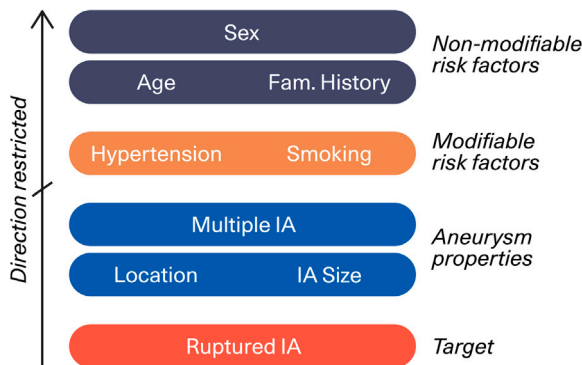 Sex
Non-modifiable
risk factors
Age Fam. History
Hypertension Smoking
Modifiable
risk factors
Direction restricted
Multiple IA
Aneurysm
properties
Location IA Size
Ruptured IA
Target